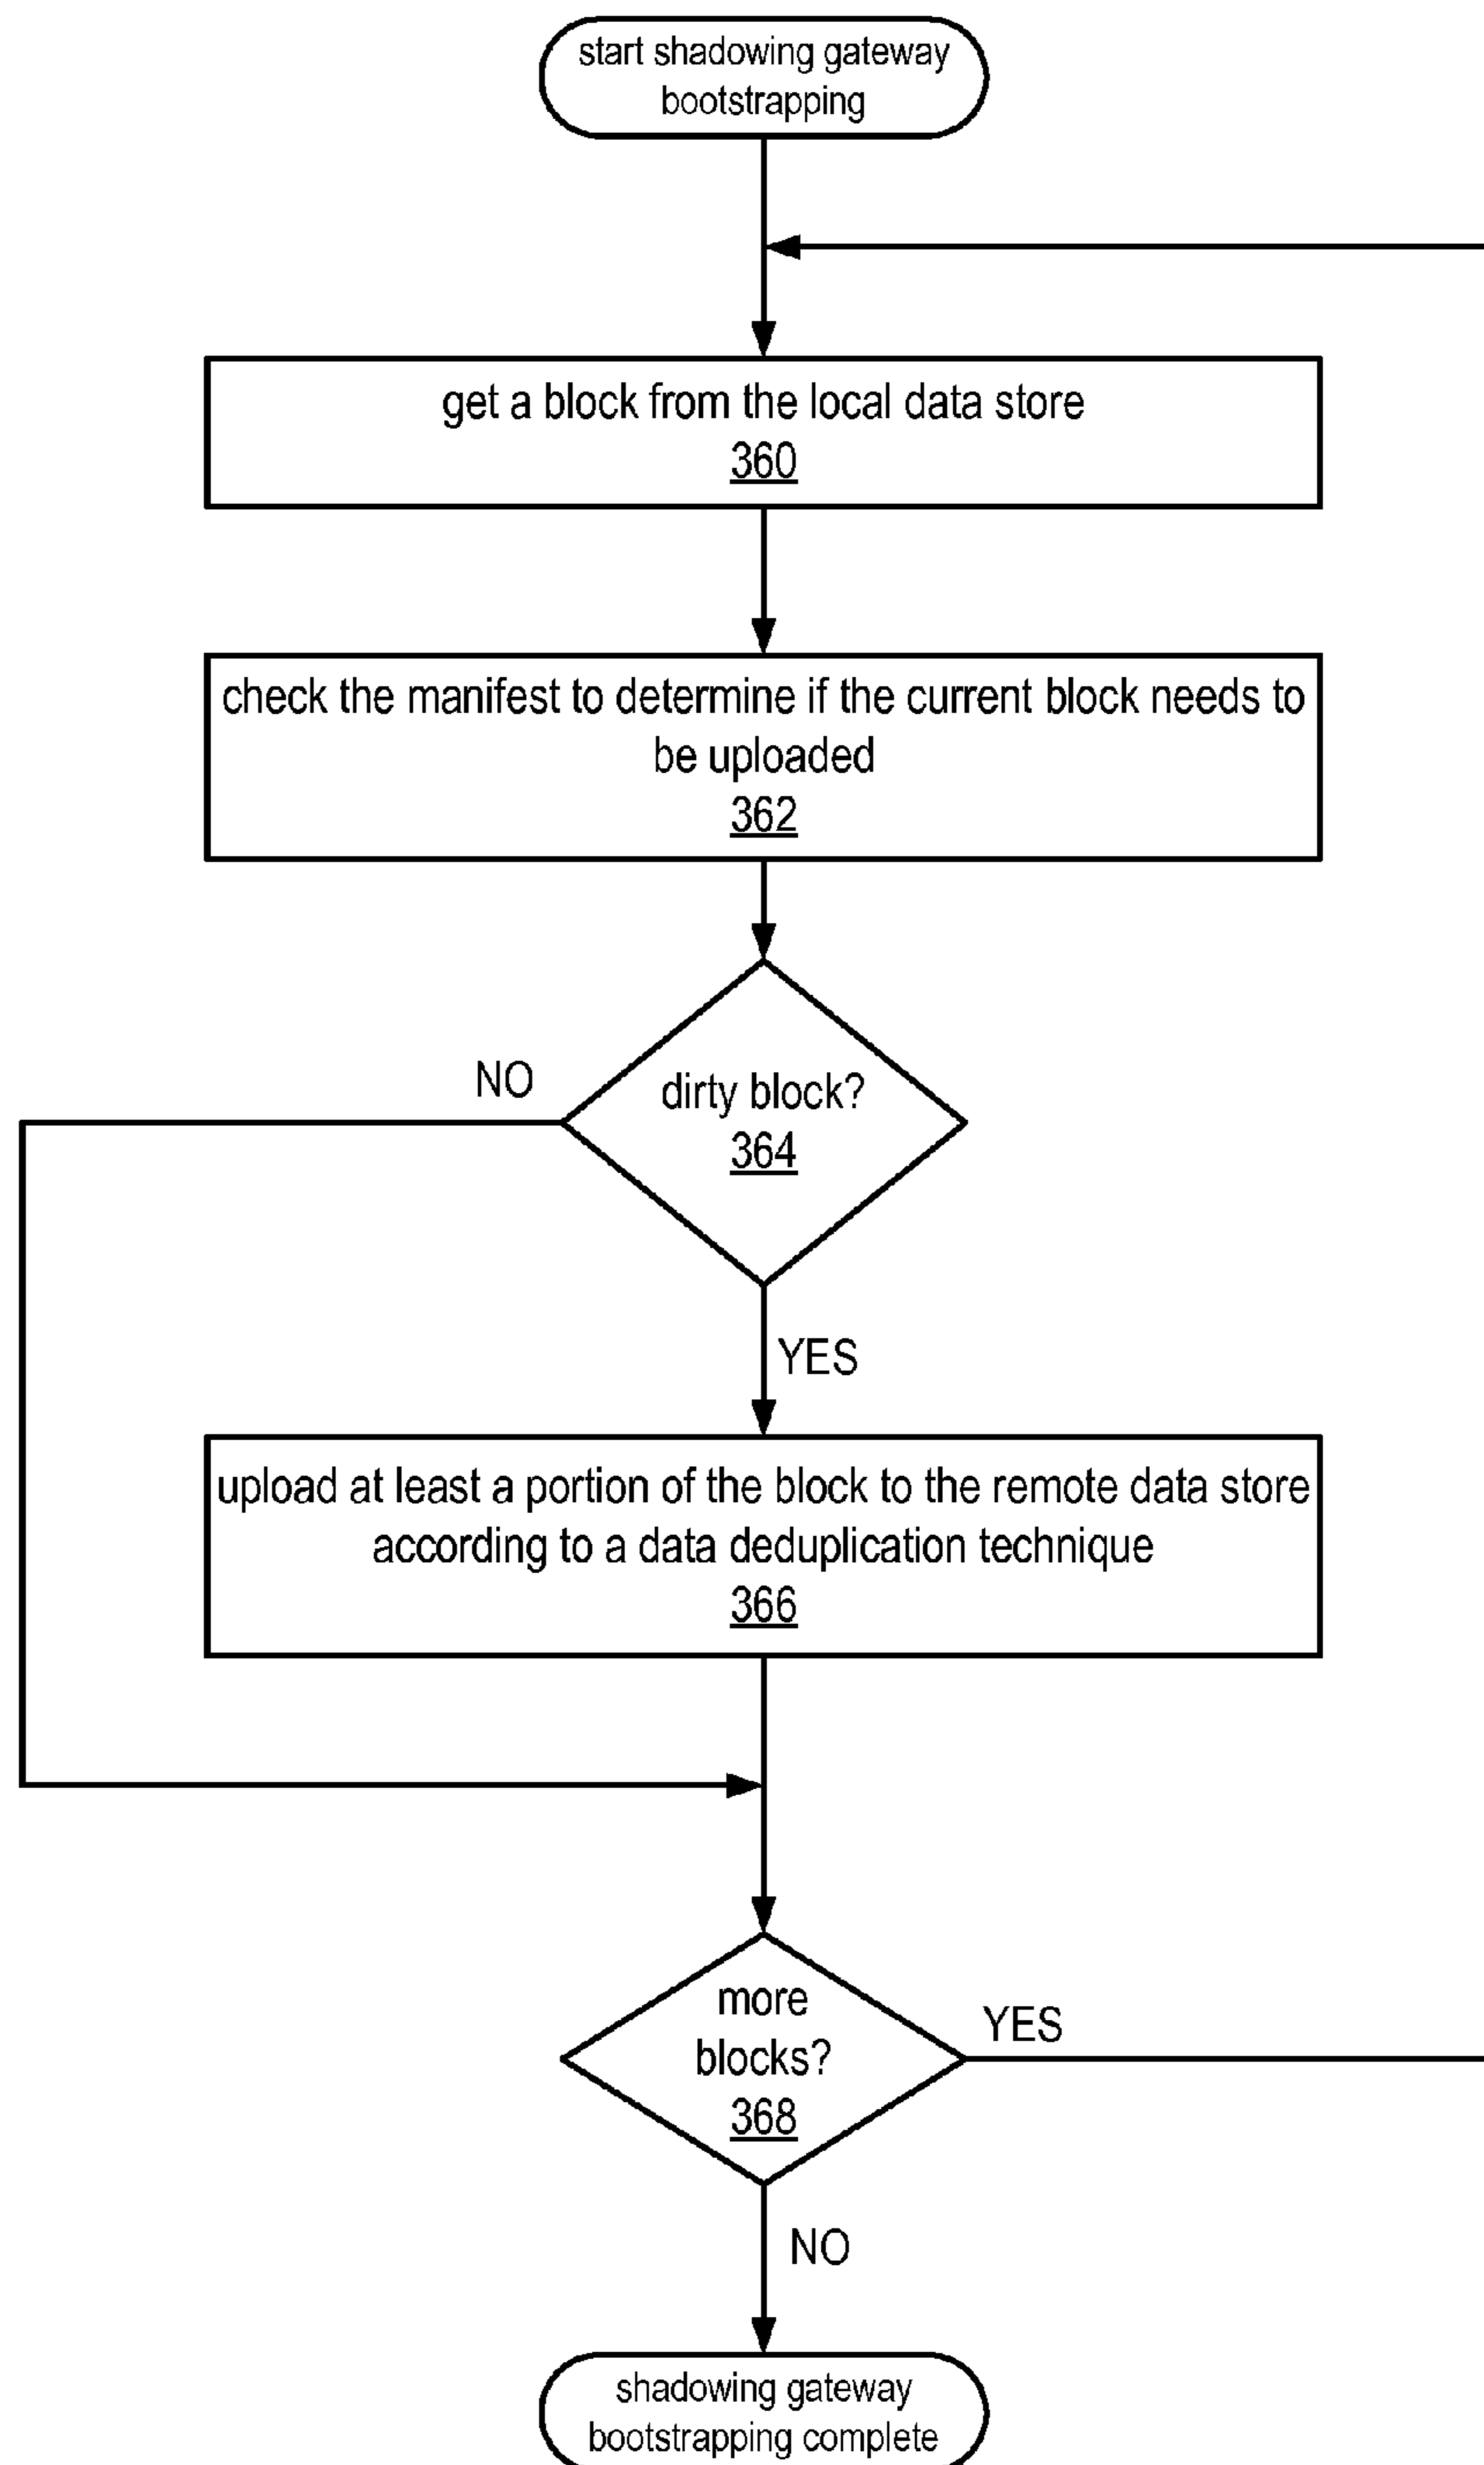 start shadowing gateway
bootstrapping
get a block from the local data store
360
check the manifest to determine if the current block needs to
be uploaded
362
NO
dirty block?
364
YES
upload at least a portion of the block to the remote data store
according to a data deduplication technique
366
more
blocks?
368
YES
NO
shadowing gateway
bootstrapping complete